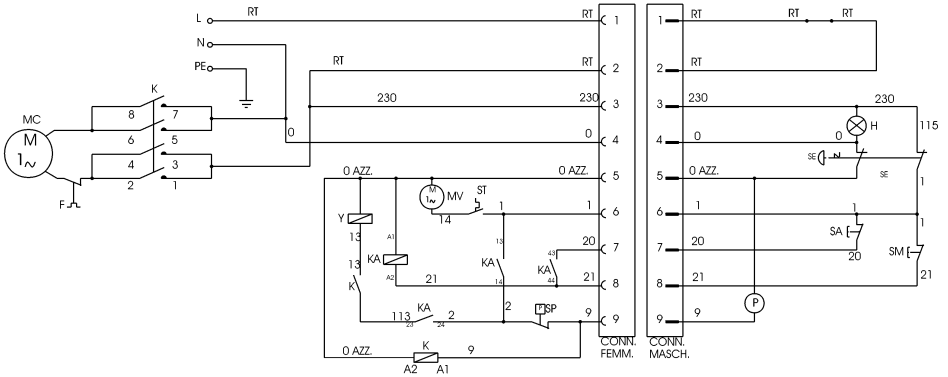 L RT RT 1 1 RT RT RT
N
PE RT RT 2 2 RT
K
8 7 230 230 3 3 230 230
MC M 1~
6 5 0 0 4 4 0 0 H 115
4 3 SE SE
2 1 0 AZZ. 0 AZZ. 5 5 0 AZZ. 1
F
M 1~ MV ST
Y 14 1 1 6 6 1 1 1
13 A1 13 SA
KA KA 43 20 7 7 20 20 SM
13 A2 KA
K 21 14 44 21 8 8 21 21
2 P
113 KA 2 P SP 9 9 9 9
23 24
CONN. CONN.
0 AZZ. K 9 FEMM. MASCH.
A2 A1